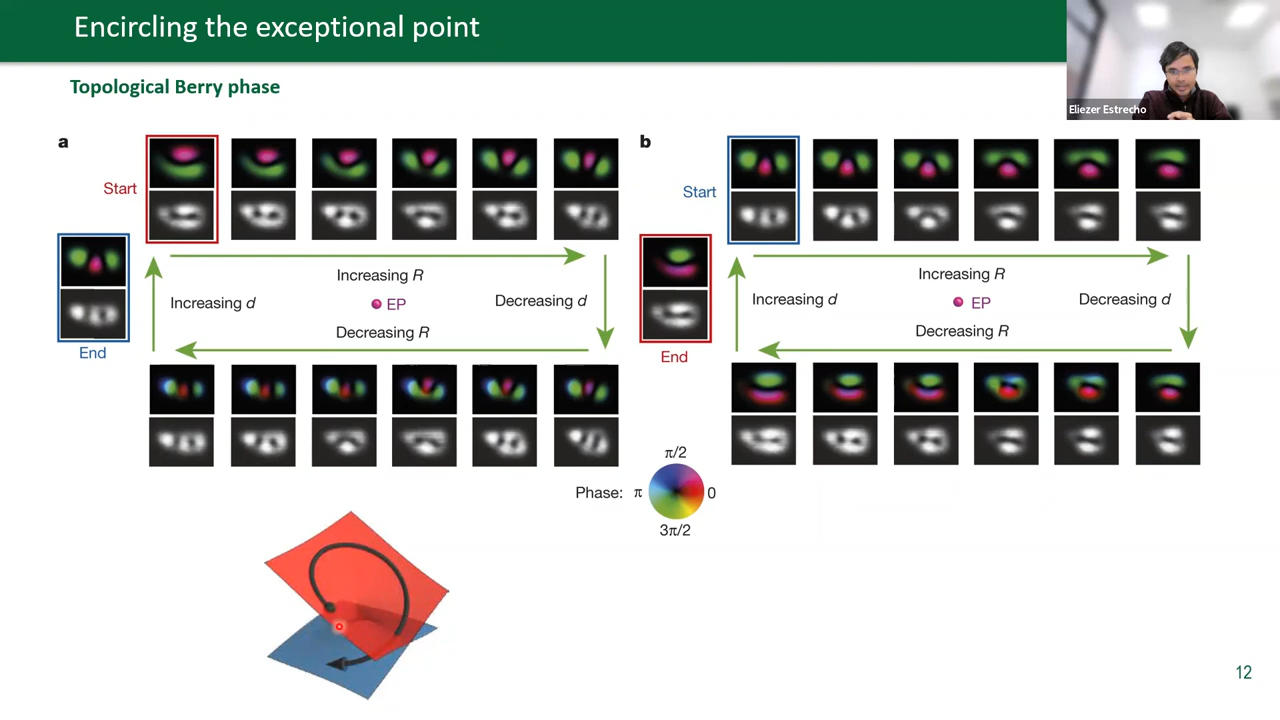 Encircling the exceptional point
Eliezer Estrecho
Topological Berry phase
a
Start
End
Increasing R
Increasing d
EP
Decreasing d
Decreasing R
b
Start
End
Increasing R
Increasing d
EP
Decreasing d
Decreasing R
π/2
Phase: π
0
3π/2
12